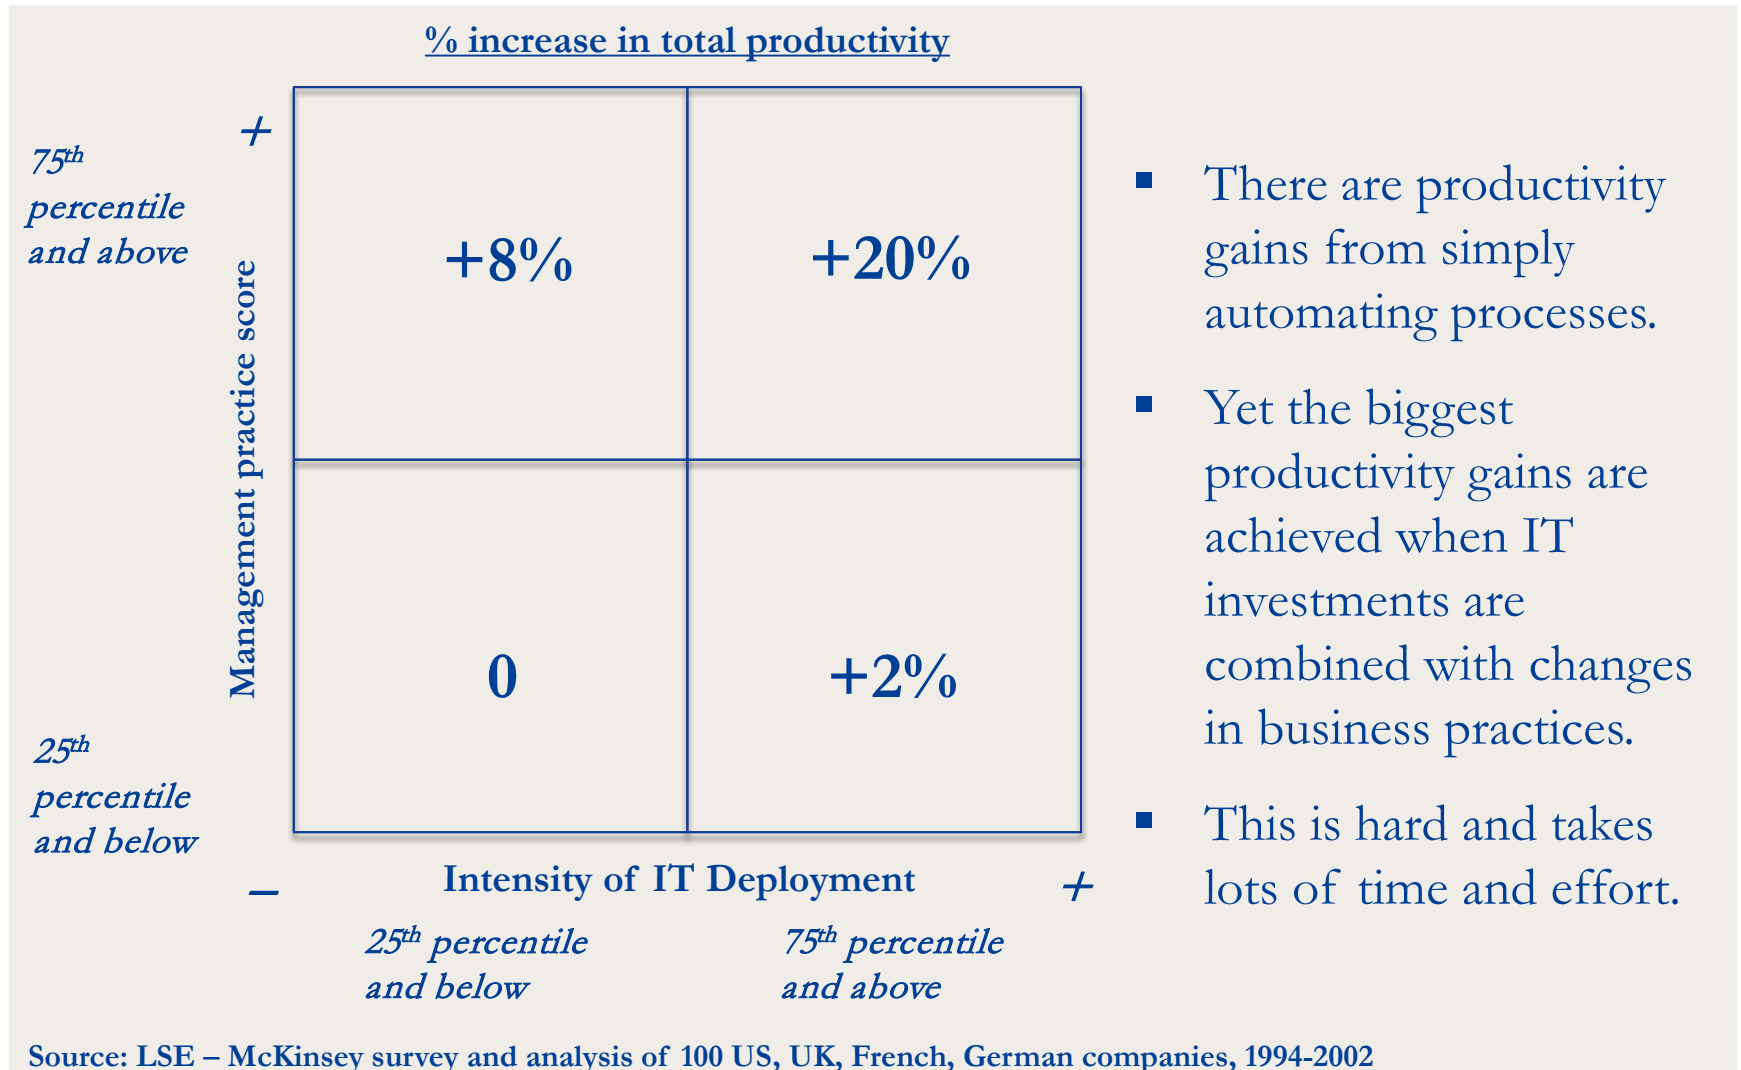 % increase in total productivity
+
75th
percentile
and above
Management practice score
+8%
+20%
0
+2%
25th
percentile
and below
–
Intensity of IT Deployment
+
25th percentile
and below
75th percentile
and above
▪ There are productivity
gains from simply
automating processes.
▪ Yet the biggest
productivity gains are
achieved when IT
investments are
combined with changes
in business practices.
▪ This is hard and takes
lots of time and effort.
Source: LSE – McKinsey survey and analysis of 100 US, UK, French, German companies, 1994-2002